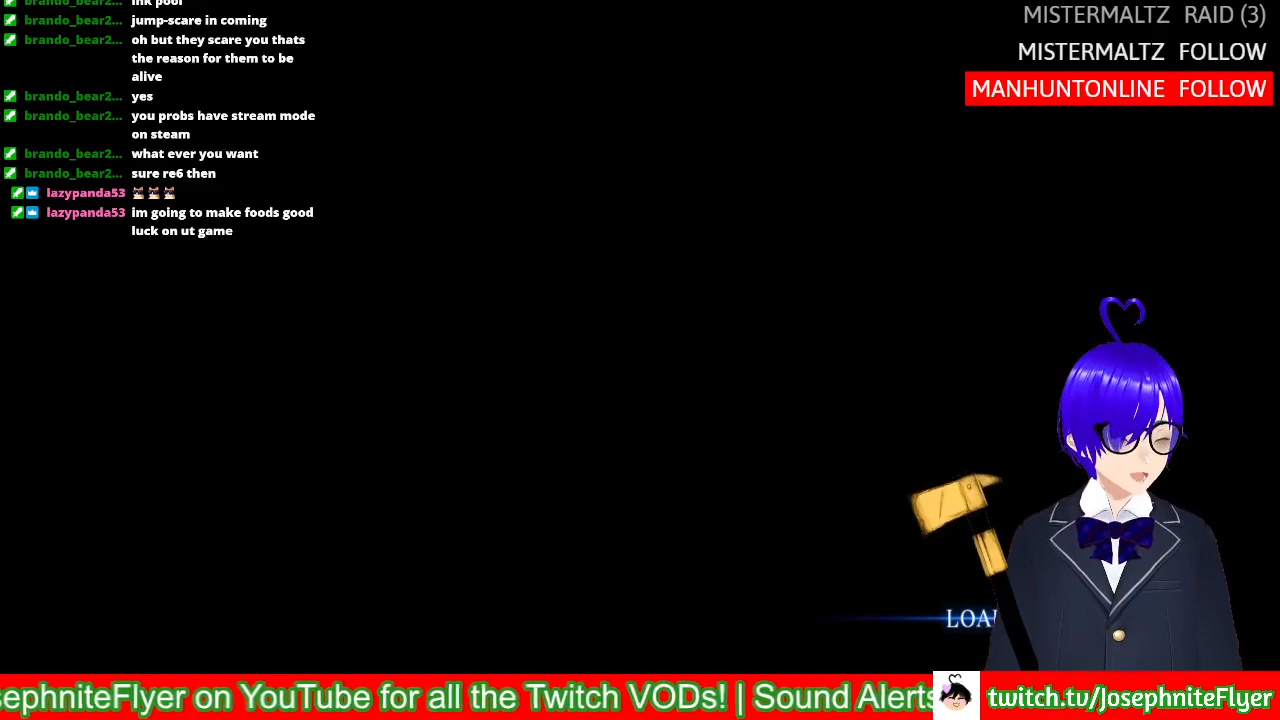 ink pool
brando_bear2... jump-scare in coming
brando_bear2... oh but they scare you thats
the reason for them to be
alive
brando_bear2... yes
brando_bear2... you probs have stream mode
on steam
brando_bear2... what ever you want
brando_bear2... sure re6 then
lazypanda53
lazypanda53 im going to make foods good
luck on ut game
MISTERMALTZ RAID (3)
MISTERMALTZ FOLLOW
MANHUNTONLINE FOLLOW
LOA
sephniteFlyer on YouTube for all the Twitch VODs! | Sound Alerts
twitch.tv/JosephniteFlyer